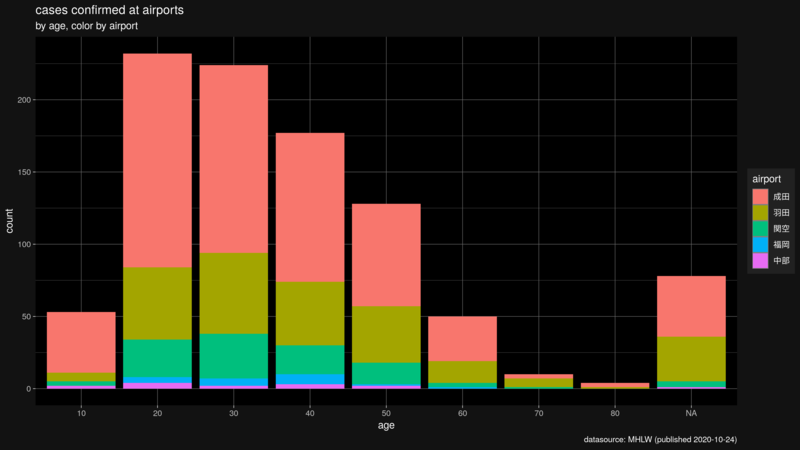 cases confirmed at airports
by age, color by airport
count
200
150
100
50
0
10 20 30 40 50 60 70 80 NA
age
airport
成田
羽田
関空
福岡
中部
datasource: MHLW (published 2020-10-24)